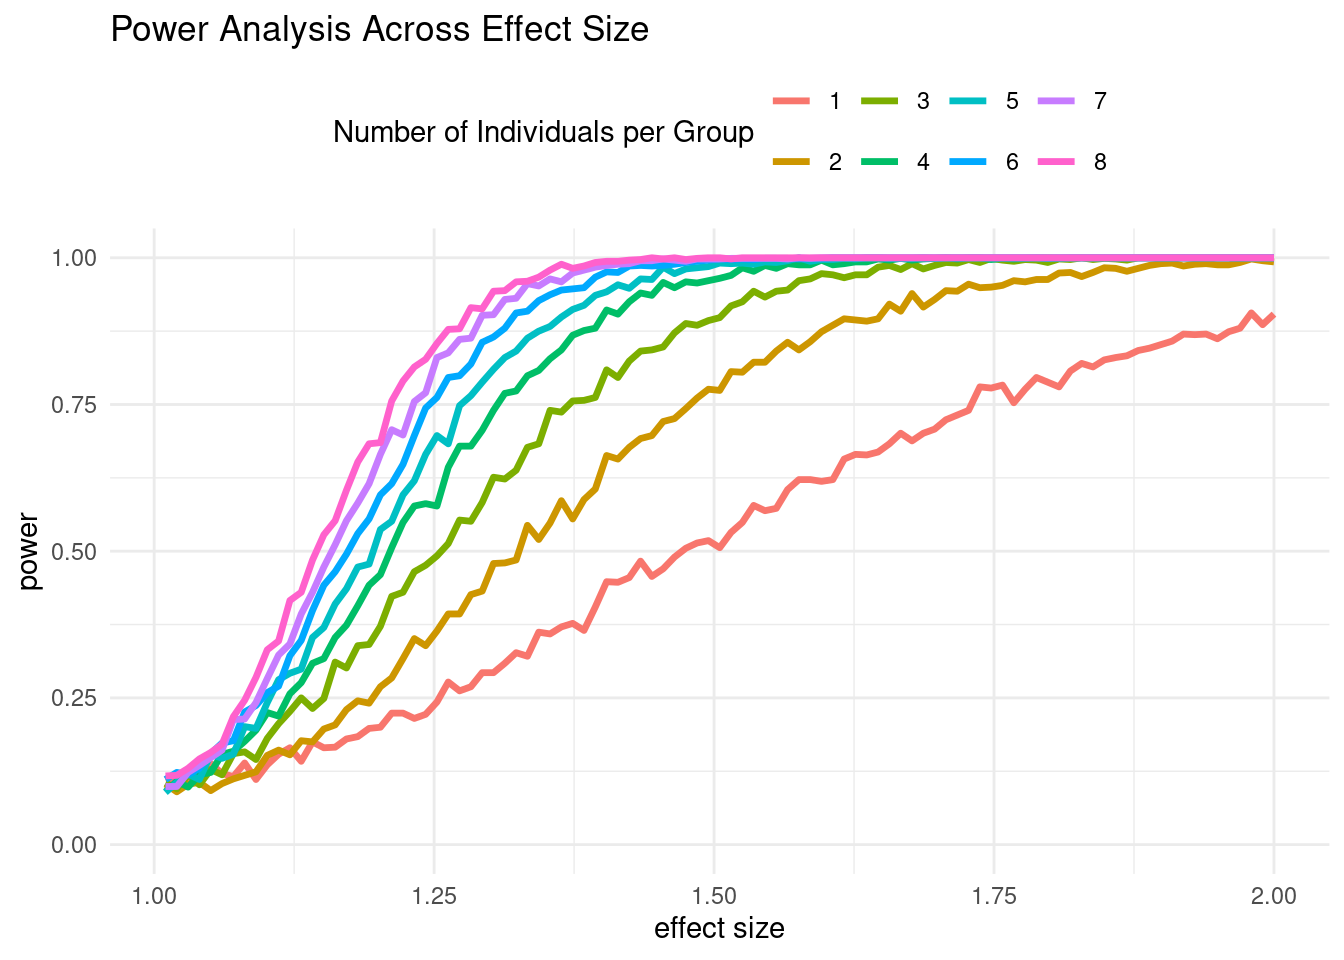 Power Analysis Across Effect Size
Number of Individuals per Group
1 3 5 7
2 4 6 8
1.00
0.75
0.50
0.25
0.00
power
1.00 1.25 1.50 1.75 2.00
effect size